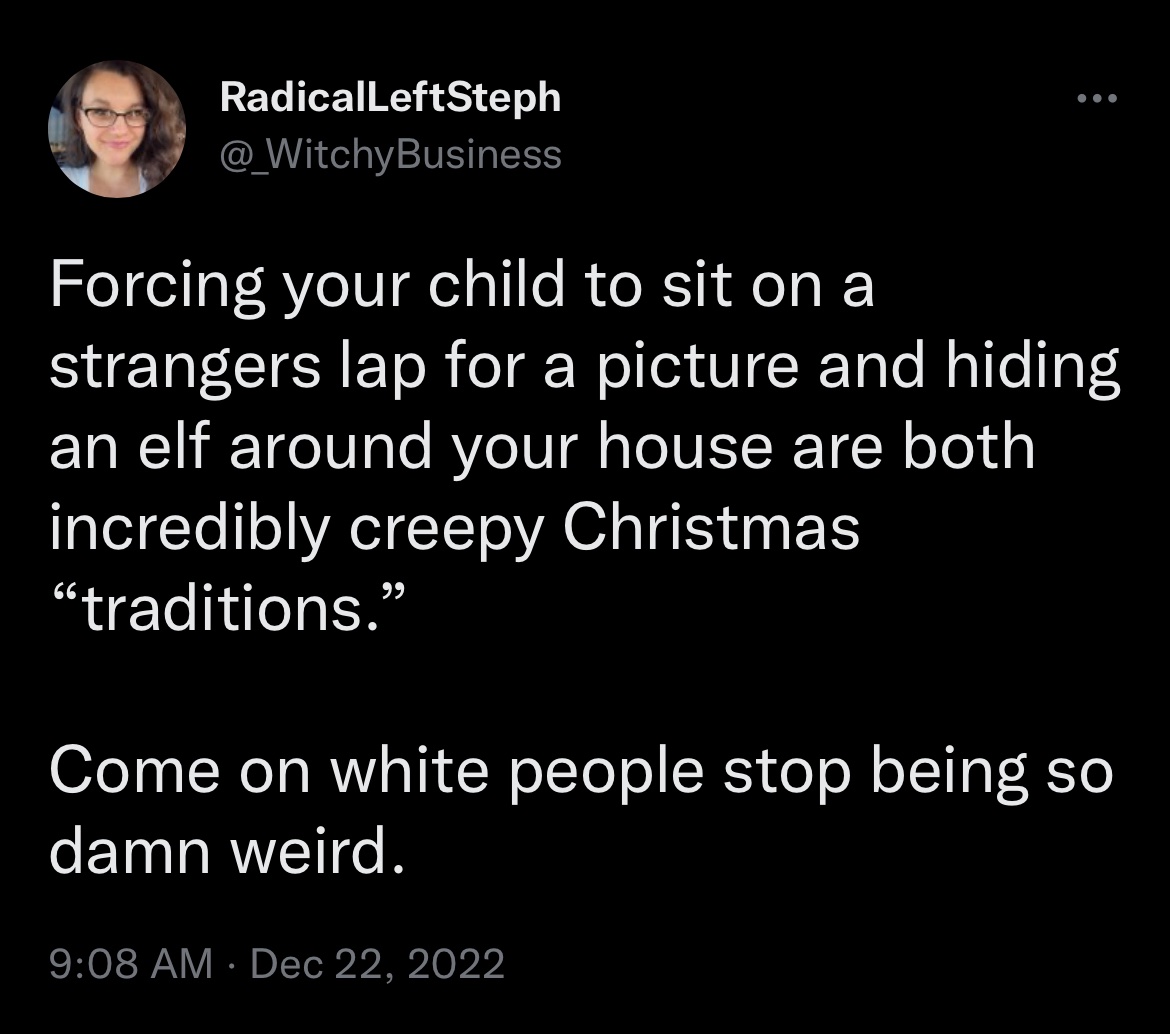 RadicalLeftSteph
@_WitchyBusiness
Forcing your child to sit on a
strangers lap for a picture and hiding
an elf around your house are both
incredibly creepy Christmas
“traditions.”
Come on white people stop being so
damn weird.
9:08 AM · Dec 22, 2022